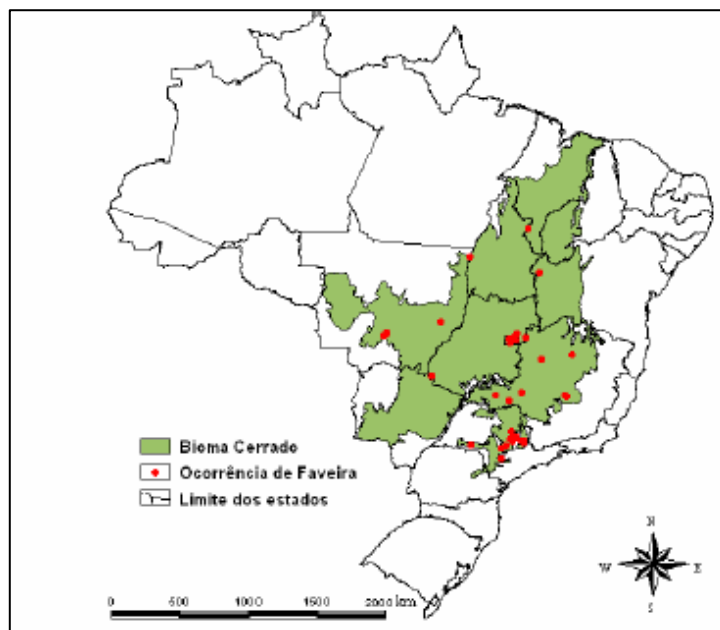 Bioma Cerrado
Ocorrência de Faveira
Limite dos estados
N
W E
S
0 500 1000 1500 2000 km